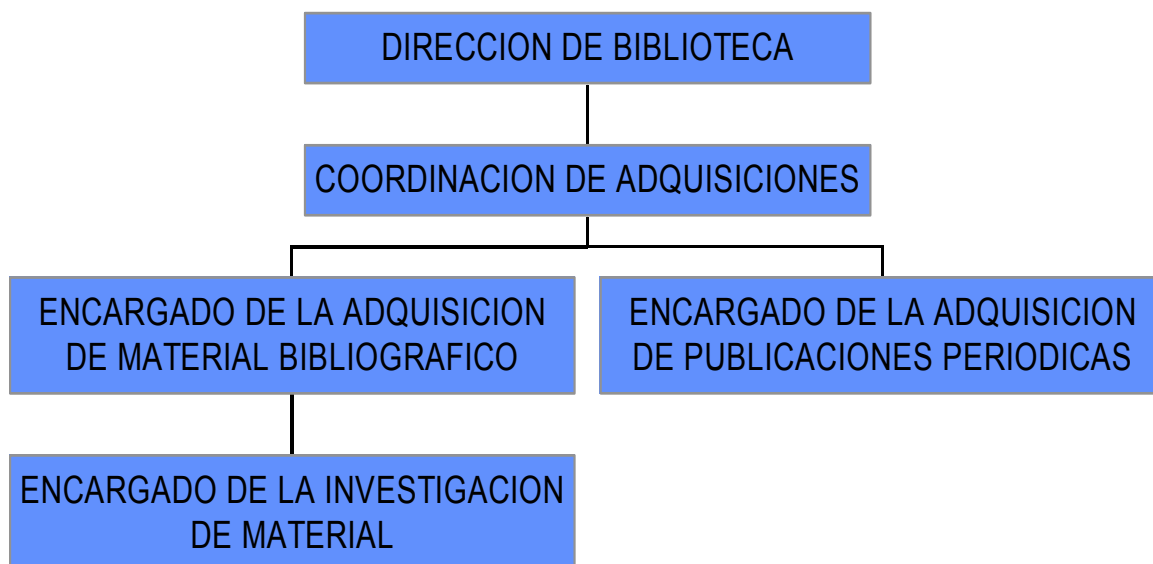 DIRECCION DE BIBLIOTECA
COORDINACION DE ADQUISICIONES
ENCARGADO DE LA ADQUISICION
DE MATERIAL BIBLIOGRAFICO
ENCARGADO DE LA ADQUISICION
DE PUBLICACIONES PERIODICAS
ENCARGADO DE LA INVESTIGACION
DE MATERIAL